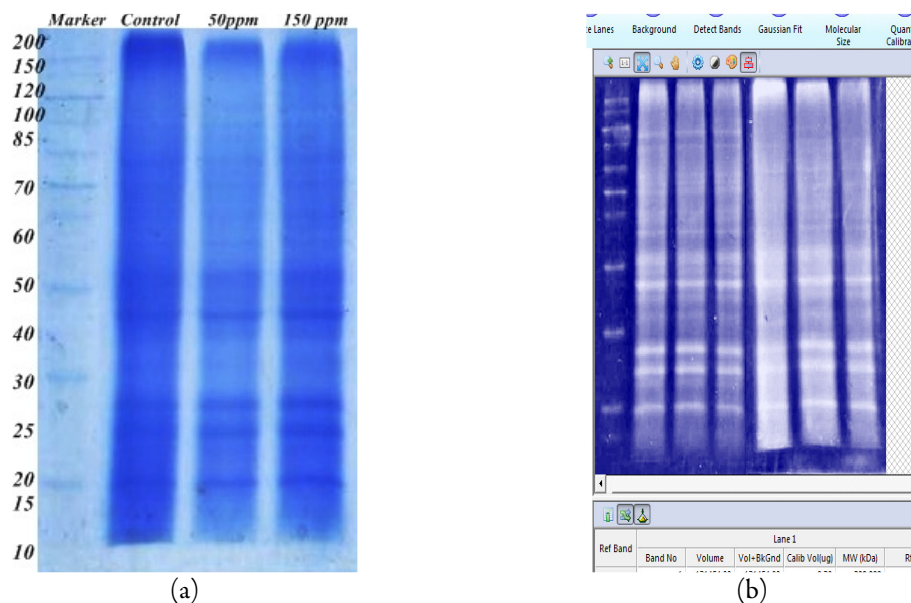 Marker Control 50ppm 150 ppm
200
150
120
100
85
70
60
50
40
30
25
20
15
10
(a)
Lanes Background Detect Bands Gaussian Fit Molecular Size
Ref Band
Lane 1
Band No Volume Vol+BkGnd Calib Vol(ug) MW (kDa)
(b)